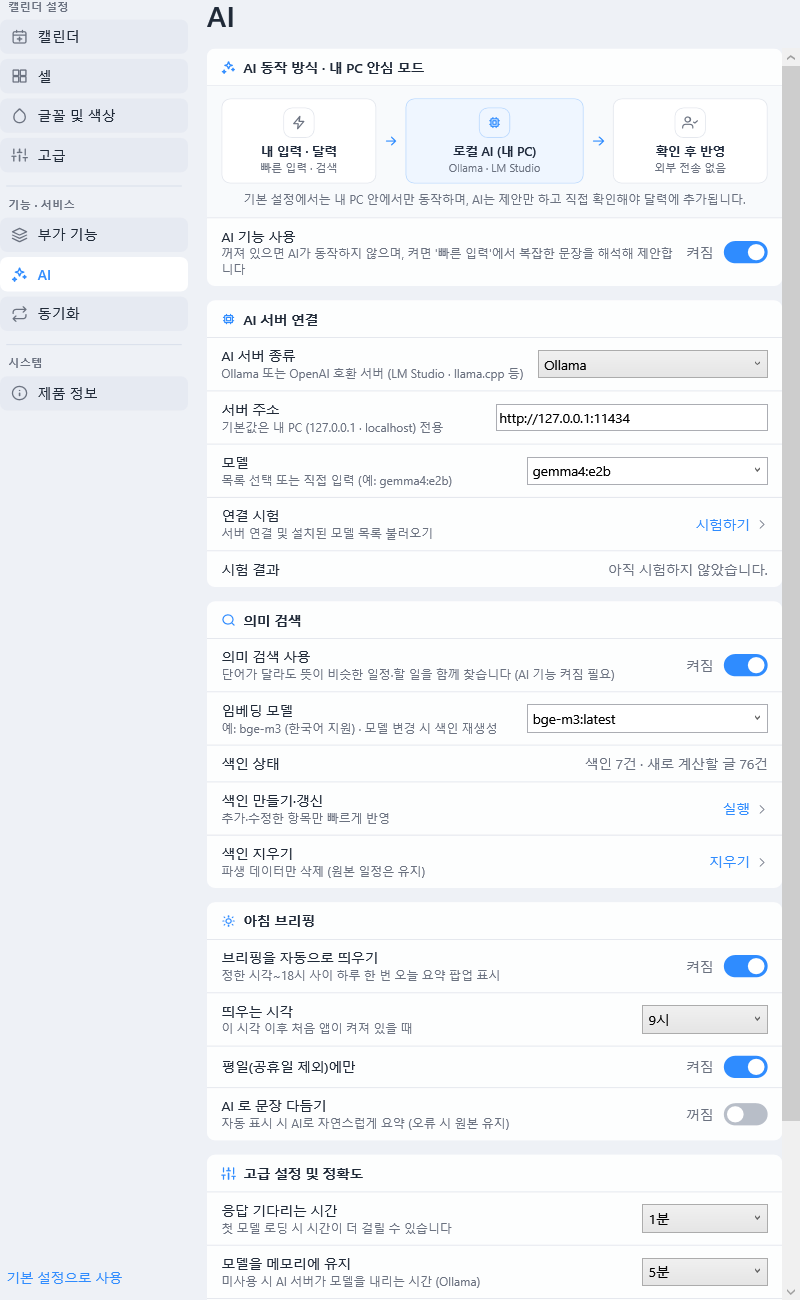 캘린더 설정
캘린더
셀
글꼴 및 색상
고급
기능 · 서비스
부가 기능
AI
동기화
시스템
제품 정보
기본 설정으로 사용
AI
AI 동작 방식 · 내 PC 안심 모드
내 입력 · 달력
빠른 입력 · 검색
로컬 AI (내 PC)
Ollama · LM Studio
확인 후 반영
외부 전송 없음
기본 설정에서는 내 PC 안에서만 동작하며, AI는 제안만 하고 직접 확인해야 달력에 추가됩니다.
AI 기능 사용
꺼져 있으면 AI가 동작하지 않으며, 켜면 '빠른 입력'에서 복잡한 문장을 해석해 제안합
니다
켜짐
AI 서버 연결
AI 서버 종류
Ollama 또는 OpenAI 호환 서버 (LM Studio · llama.cpp 등)
Ollama
서버 주소
기본값은 내 PC (127.0.0.1 · localhost) 전용
http://127.0.0.1:11434
모델
목록 선택 또는 직접 입력 (예: gemma4:e2b)
gemma4:e2b
연결 시험
서버 연결 및 설치된 모델 목록 불러오기
시험하기
시험 결과
아직 시험하지 않았습니다.
의미 검색
의미 검색 사용
단어가 달라도 뜻이 비슷한 일정·할 일을 함께 찾습니다 (AI 기능 켜짐 필요)
켜짐
임베딩 모델
예: bge-m3 (한국어 지원) · 모델 변경 시 색인 재생성
bge-m3:latest
색인 상태
색인 7건 · 새로 계산할 글 76건
색인 만들기·갱신
추가·수정한 항목만 빠르게 반영
실행
색인 지우기
파생 데이터만 삭제 (원본 일정은 유지)
지우기
아침 브리핑
브리핑을 자동으로 띄우기
정한 시각~18시 사이 하루 한 번 오늘 요약 팝업 표시
켜짐
띄우는 시각
이 시각 이후 처음 앱이 켜져 있을 때
9시
평일(공휴일 제외)에만
켜짐
AI 로 문장 다듬기
자동 표시 시 AI로 자연스럽게 요약 (오류 시 원본 유지)
꺼짐
고급 설정 및 정확도
응답 기다리는 시간
첫 모델 로딩 시 시간이 더 걸릴 수 있습니다
1분
모델을 메모리에 유지
미사용 시 AI 서버가 모델을 내리는 시간 (Ollama)
5분